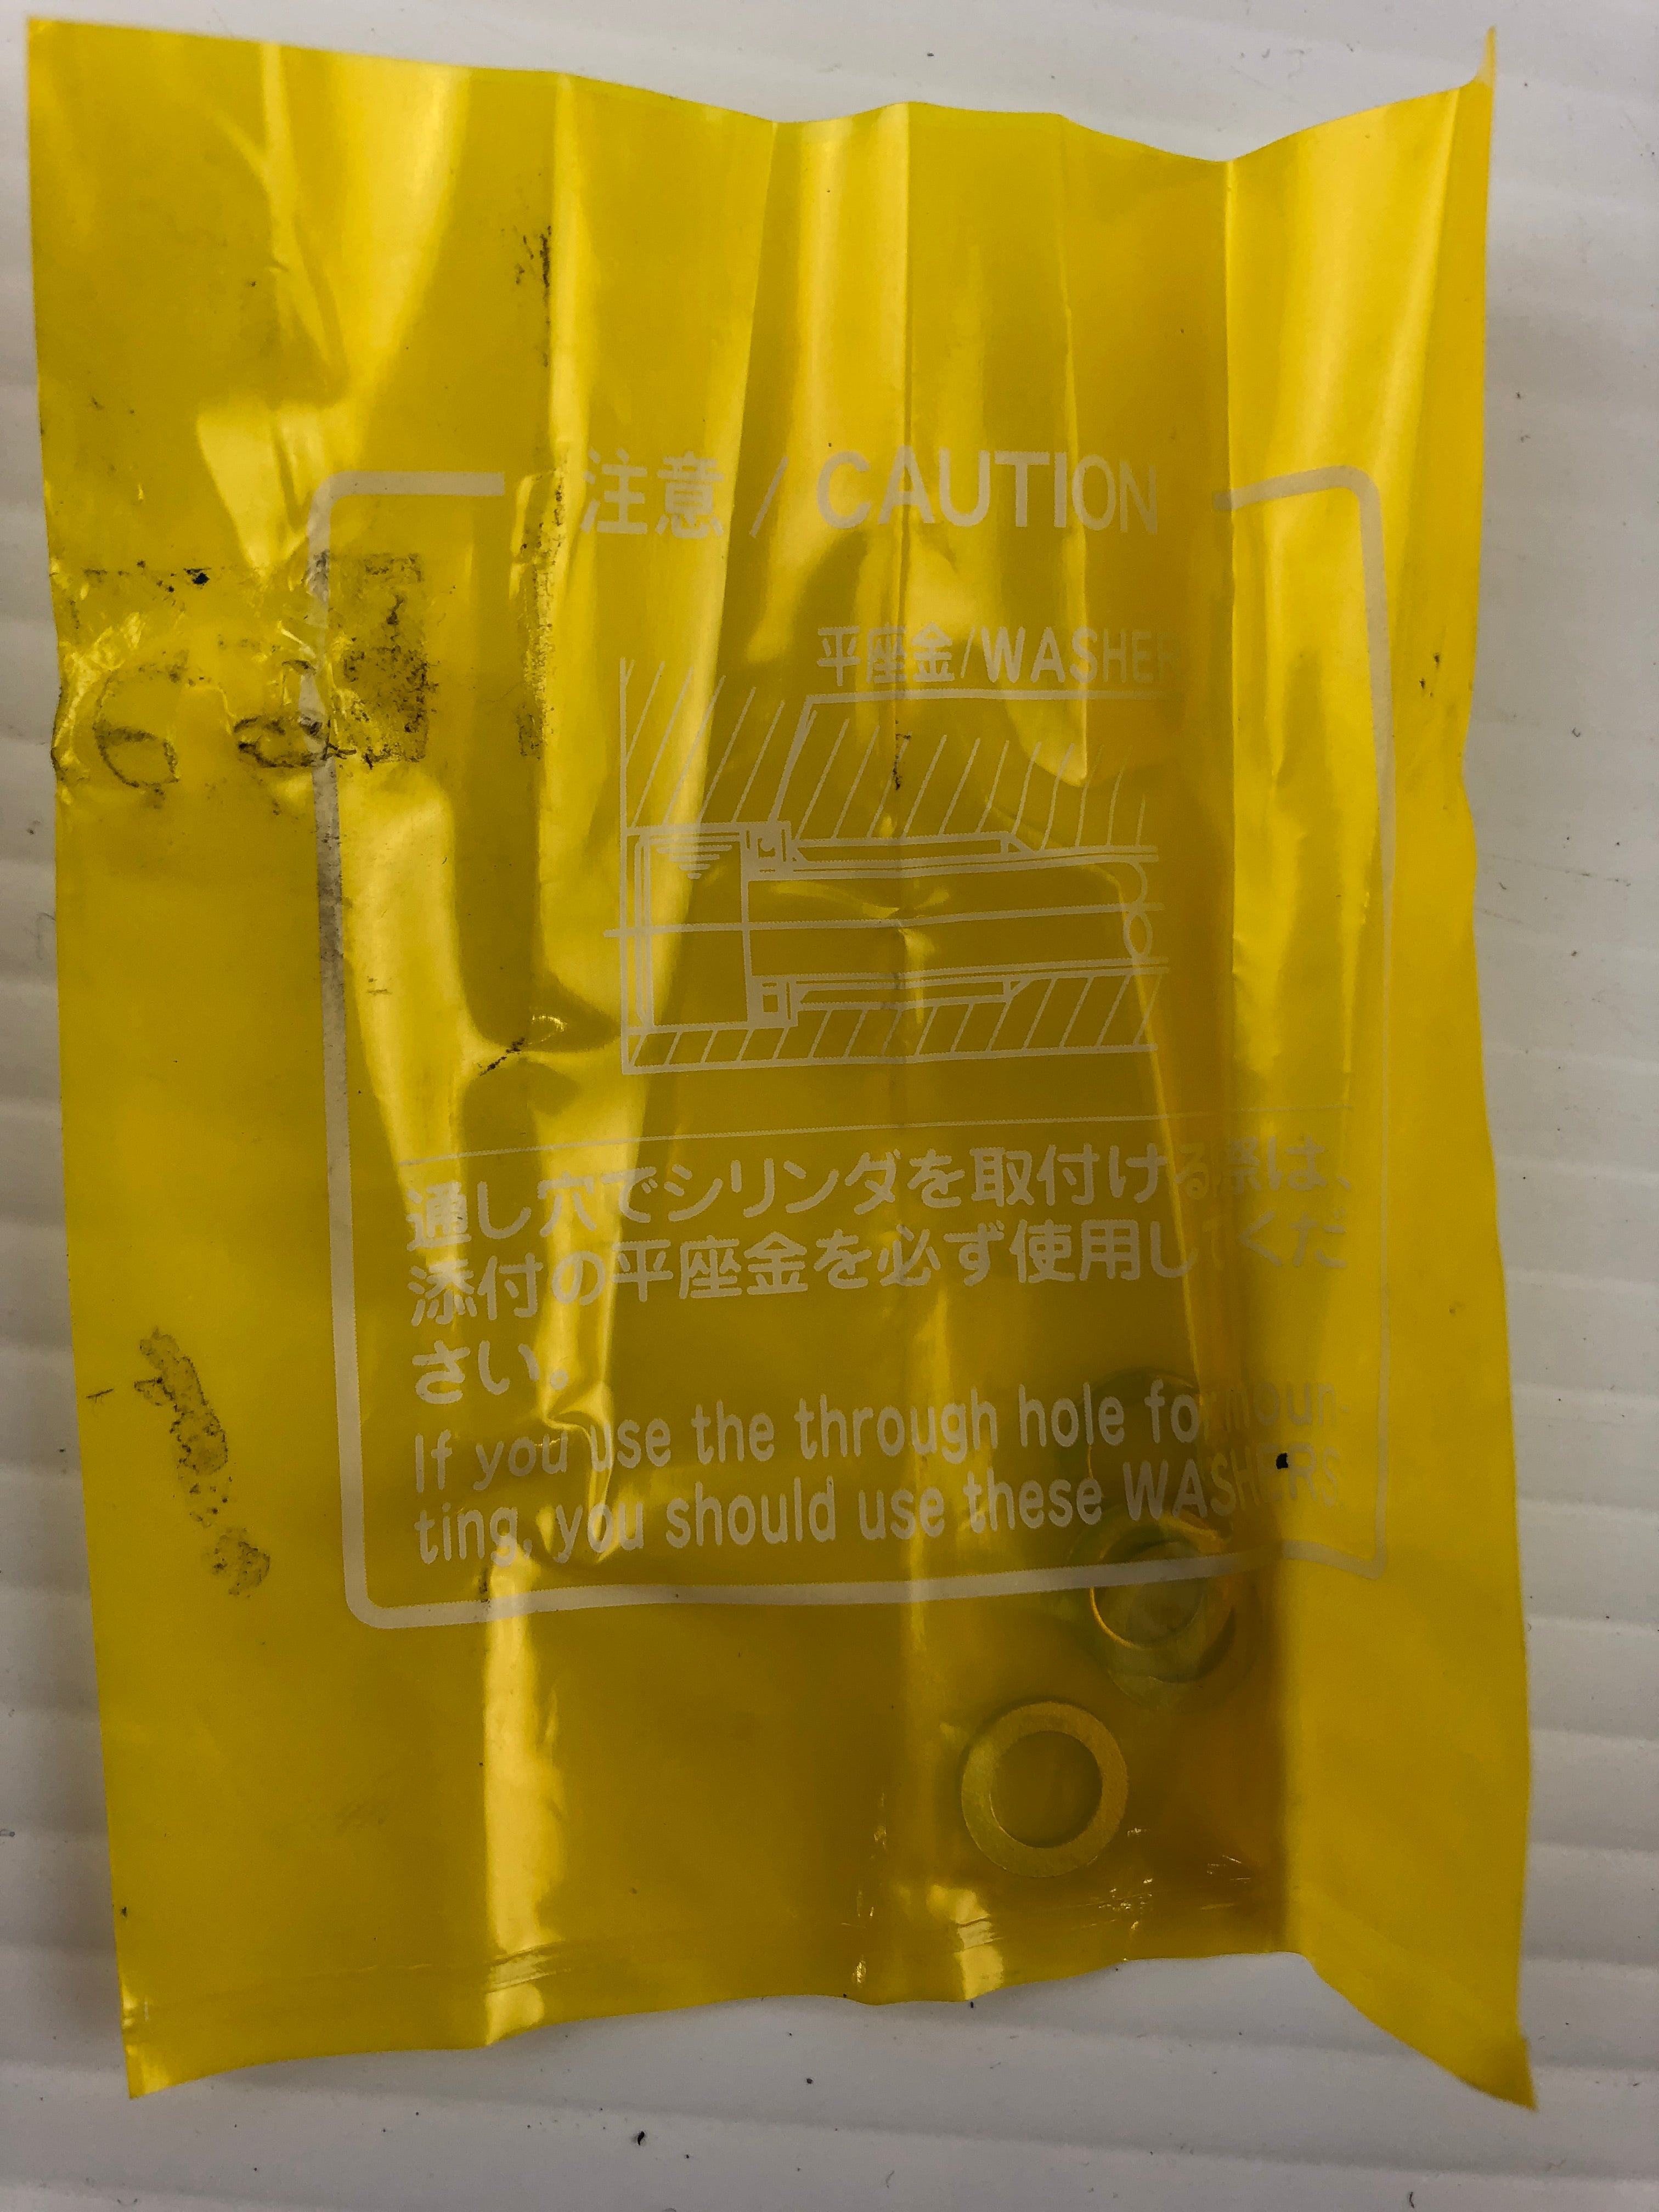 注意 / CAUTION
平座金/WASHER
通し穴でシリンダを取付ける際は、
添付の平座金を必ず使用してくだ
さい。
If you use the through hole for moun-
ting, you should use these WASHERS